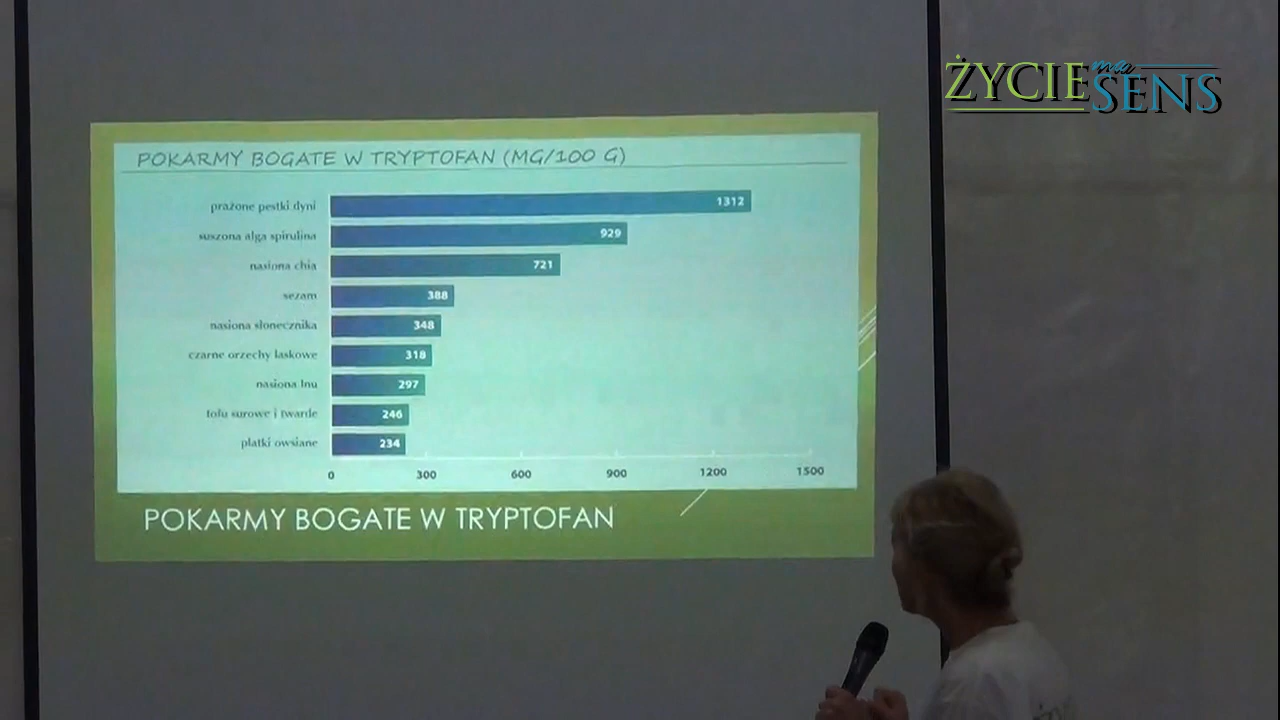 ŻYCIE ma SENS
POKARMY BOGATE W TRYPTOFAN (MG/100 G)
prażone pestki dyni 1312
suszona alga spirulina 929
nasiona chia 721
sezam 388
nasiona słonecznika 348
czarne orzechy laskowe 318
nasiona lnu 297
tofu surowe i twarde 246
płatki owsiane 234
0 300 600 900 1200 1500
POKARMY BOGATE W TRYPTOFAN